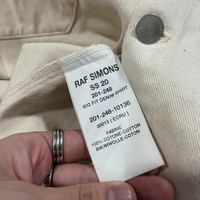 RAF SIMONS
SS 20
201-248
BIG FIT DENIM SHIRT
201-248-10136
00013 ( ECRU )
FABRIC
100% COTONE-COTTON
BAUMWOLLE-COTON